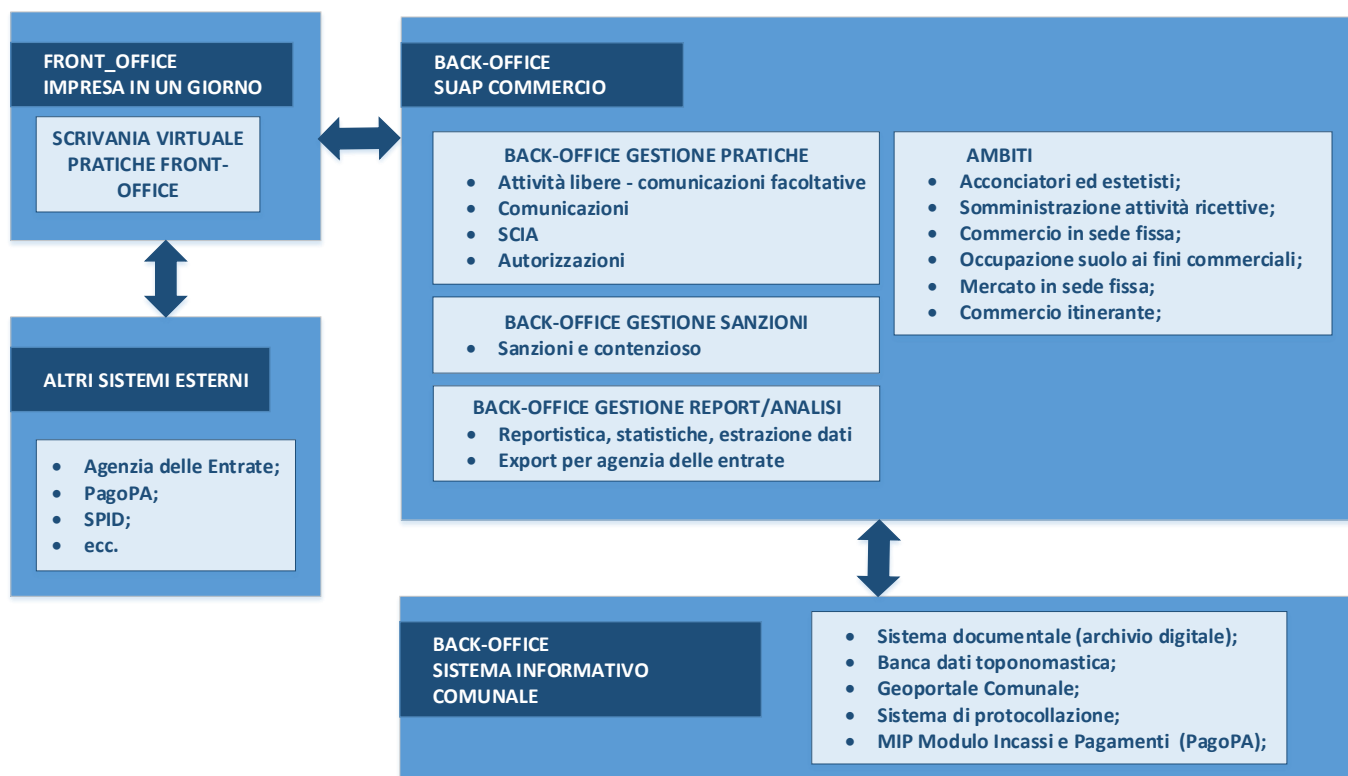 FRONT_OFFICE
IMPRESA IN UN GIORNO
SCRIVANIA VIRTUALE
PRATICHE FRONT-
OFFICE
ALTRI SISTEMI ESTERNI
• Agenzia delle Entrate;
• PagoPA;
• SPID;
• ecc.
BACK-OFFICE
SUAP COMMERCIO
BACK-OFFICE GESTIONE PRATICHE
• Attività libere - comunicazioni facoltative
• Comunicazioni
• SCIA
• Autorizzazioni
BACK-OFFICE GESTIONE SANZIONI
• Sanzioni e contenzioso
BACK-OFFICE GESTIONE REPORT/ANALISI
• Reportistica, statistiche, estrazione dati
• Export per agenzia delle entrate
AMBITI
• Acconciatori ed estetisti;
• Somministrazione attività ricettive;
• Commercio in sede fissa;
• Occupazione suolo ai fini commerciali;
• Mercato in sede fissa;
• Commercio itinerante;
BACK-OFFICE
SISTEMA INFORMATIVO
COMUNALE
• Sistema documentale (archivio digitale);
• Banca dati toponomastica;
• Geoportale Comunale;
• Sistema di protocollazione;
• MIP Modulo Incassi e Pagamenti (PagoPA);